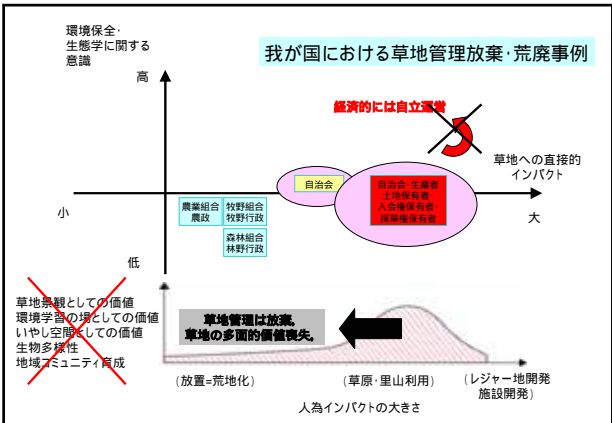 環境保全・
生態学に関する
意識
我が国における草地管理放棄・荒廃事例
高
経済的には自立運営
草地への直接的
インパクト
自治会
自治会・生業者
土地保有者・
入会権保有者・
採草権保有者
農業組合
農政
牧野組合
牧野行政
森林組合
林野行政
小
大
低
草地景観としての価値
環境学習の場としての価値
いやし空間としての価値
生物多様性
地域コミュニティ育成
草地管理は放棄,
草地の多面的価値喪失,
(放置=荒地化)
(草原・里山利用)
(レジャー地開発
施設開発)
人為インパクトの大きさ